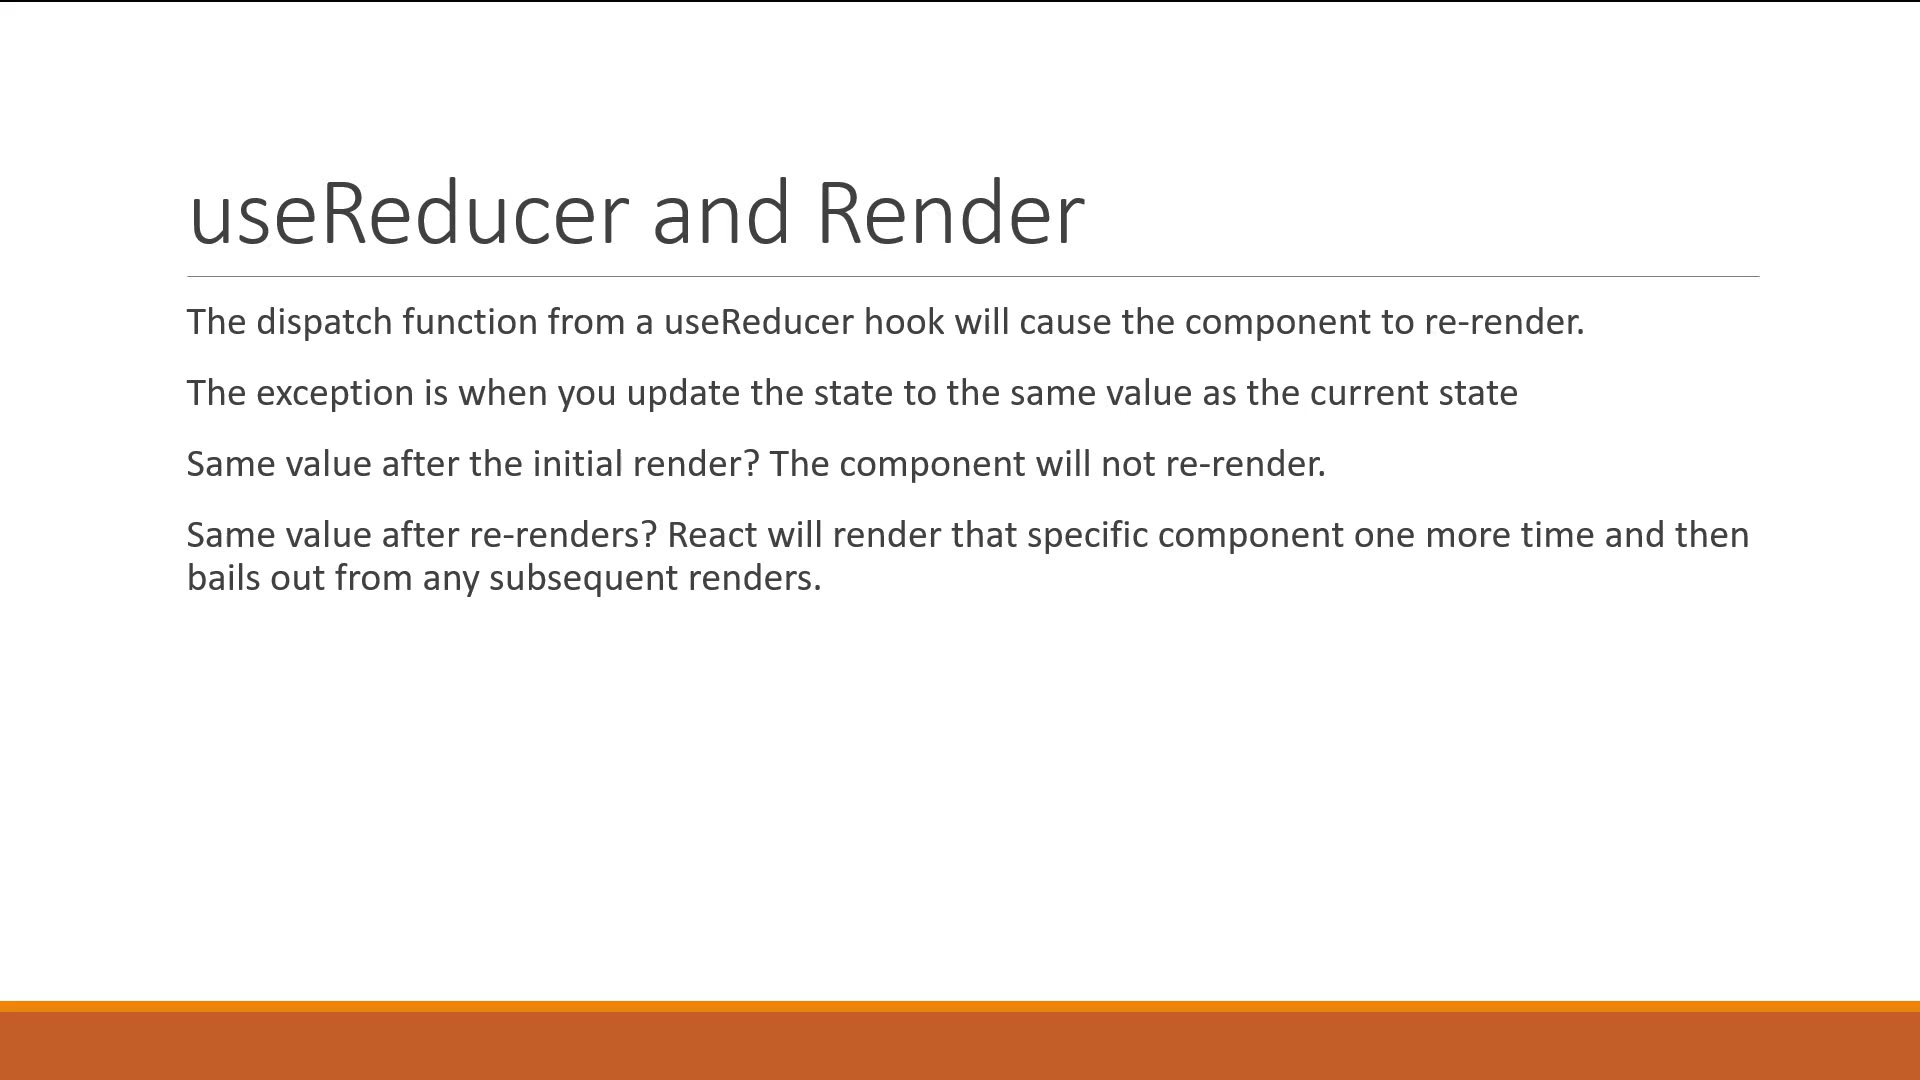 useReducer and Render
The dispatch function from a useReducer hook will cause the component to re-render.
The exception is when you update the state to the same value as the current state
Same value after the initial render? The component will not re-render.
Same value after re-renders? React will render that specific component one more time and then
bails out from any subsequent renders.